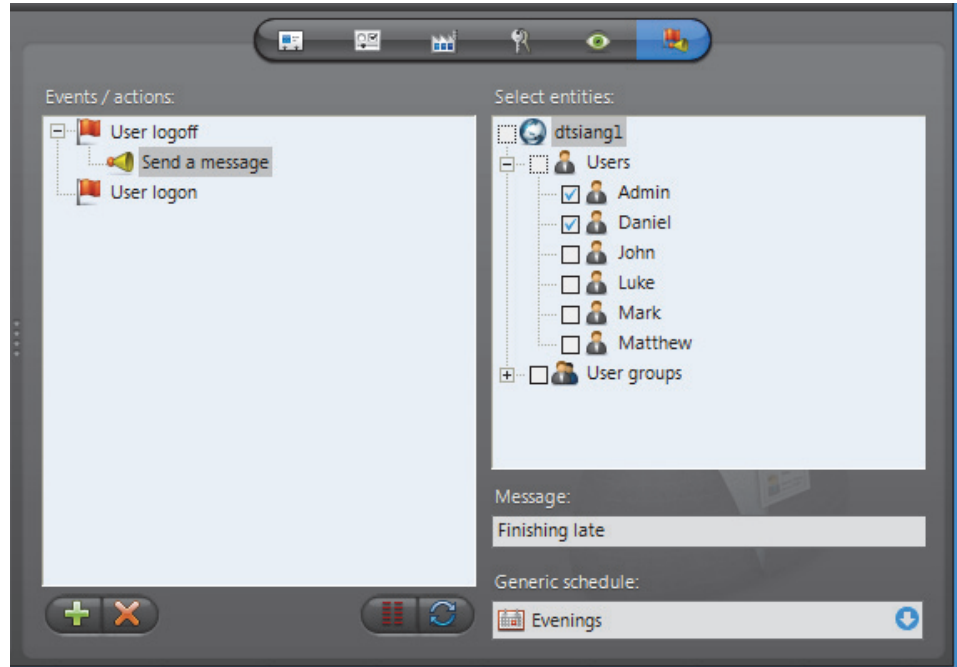 Events / actions:
User logoff
Send a message
User logon
Select entities:
dtsiang1
Users
Admin
Daniel
John
Luke
Mark
Matthew
User groups
Message:
Finishing late
Generic schedule:
Evenings